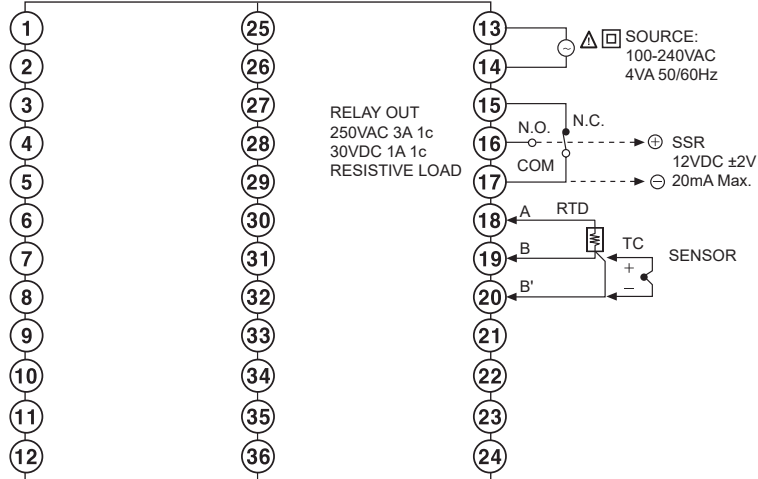 1 25 13 SOURCE:
100-240VAC
2 26 14 4VA 50/60Hz
3 27 15
RELAY OUT
250VAC 3A 1c
30VDC 1A 1c
RESISTIVE LOAD
N.O. N.C.
4 28 16 SSR
12VDC ±2V
COM
5 29 17 20mA Max.
6 30 18 A RTD
7 31 19 B TC SENSOR
+
−
8 32 20 B'
9 33 21
10 34 22
11 35 23
12 36 24